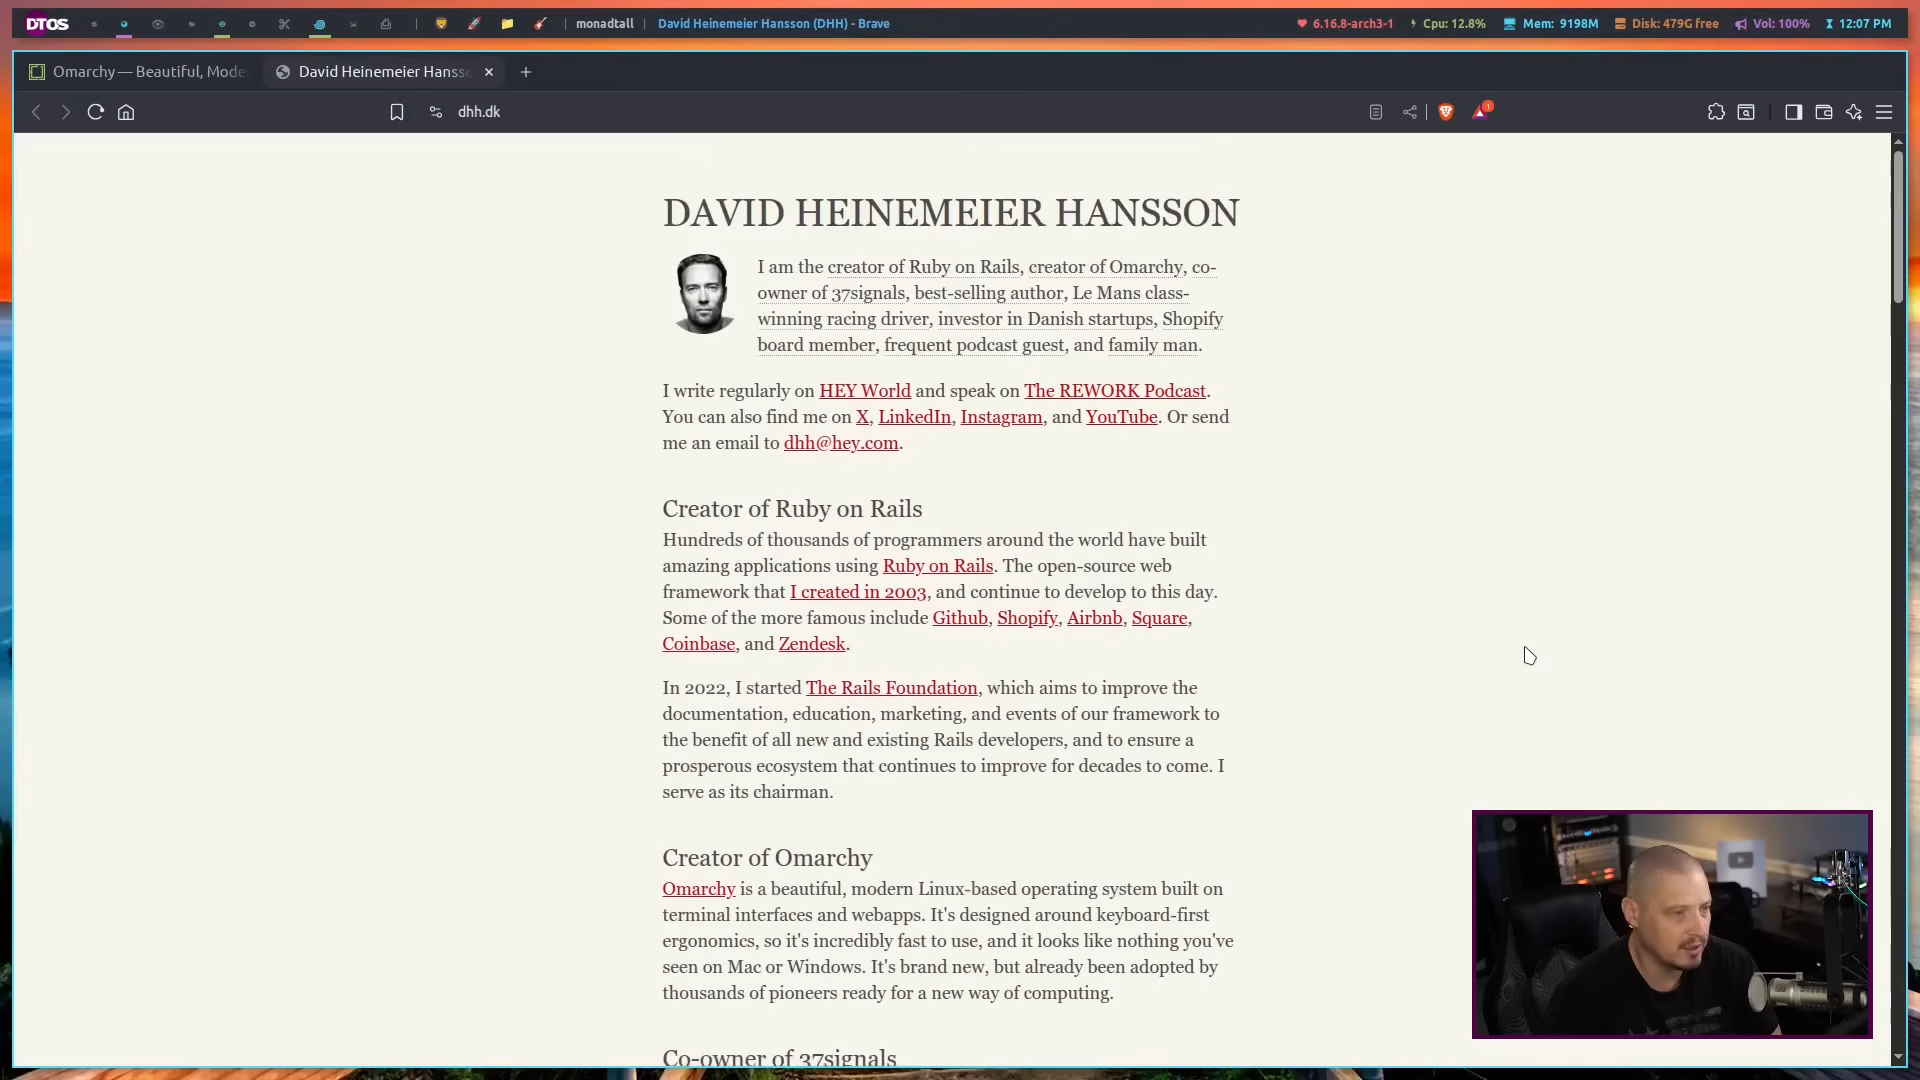 DTOS
monadtall
David Heinemeier Hansson (DHH) - Brave
6.16.8-arch3-1
Cpu: 12.8%
Mem: 9198M
Disk: 479G free
Vol: 100%
12:07 PM
Omarchy — Beautiful, Mode
David Heinemeier Hanss
dhh.dk
1
DAVID HEINEMEIER HANSSON
I am the creator of Ruby on Rails, creator of Omarchy, co-
owner of 37signals, best-selling author, Le Mans class-
winning racing driver, investor in Danish startups, Shopify
board member, frequent podcast guest, and family man.
I write regularly on HEY World and speak on The REWORK Podcast.
You can also find me on X, LinkedIn, Instagram, and YouTube. Or send
me an email to dhh@hey.com.
Creator of Ruby on Rails
Hundreds of thousands of programmers around the world have built
amazing applications using Ruby on Rails. The open-source web
framework that I created in 2003, and continue to develop to this day.
Some of the more famous include Github, Shopify, Airbnb, Square,
Coinbase, and Zendesk.
In 2022, I started The Rails Foundation, which aims to improve the
documentation, education, marketing, and events of our framework to
the benefit of all new and existing Rails developers, and to ensure a
prosperous ecosystem that continues to improve for decades to come. I
serve as its chairman.
Creator of Omarchy
Omarchy is a beautiful, modern Linux-based operating system built on
terminal interfaces and webapps. It's designed around keyboard-first
ergonomics, so it's incredibly fast to use, and it looks like nothing you've
seen on Mac or Windows. It's brand new, but already been adopted by
thousands of pioneers ready for a new way of computing.
Co-owner of 37signals